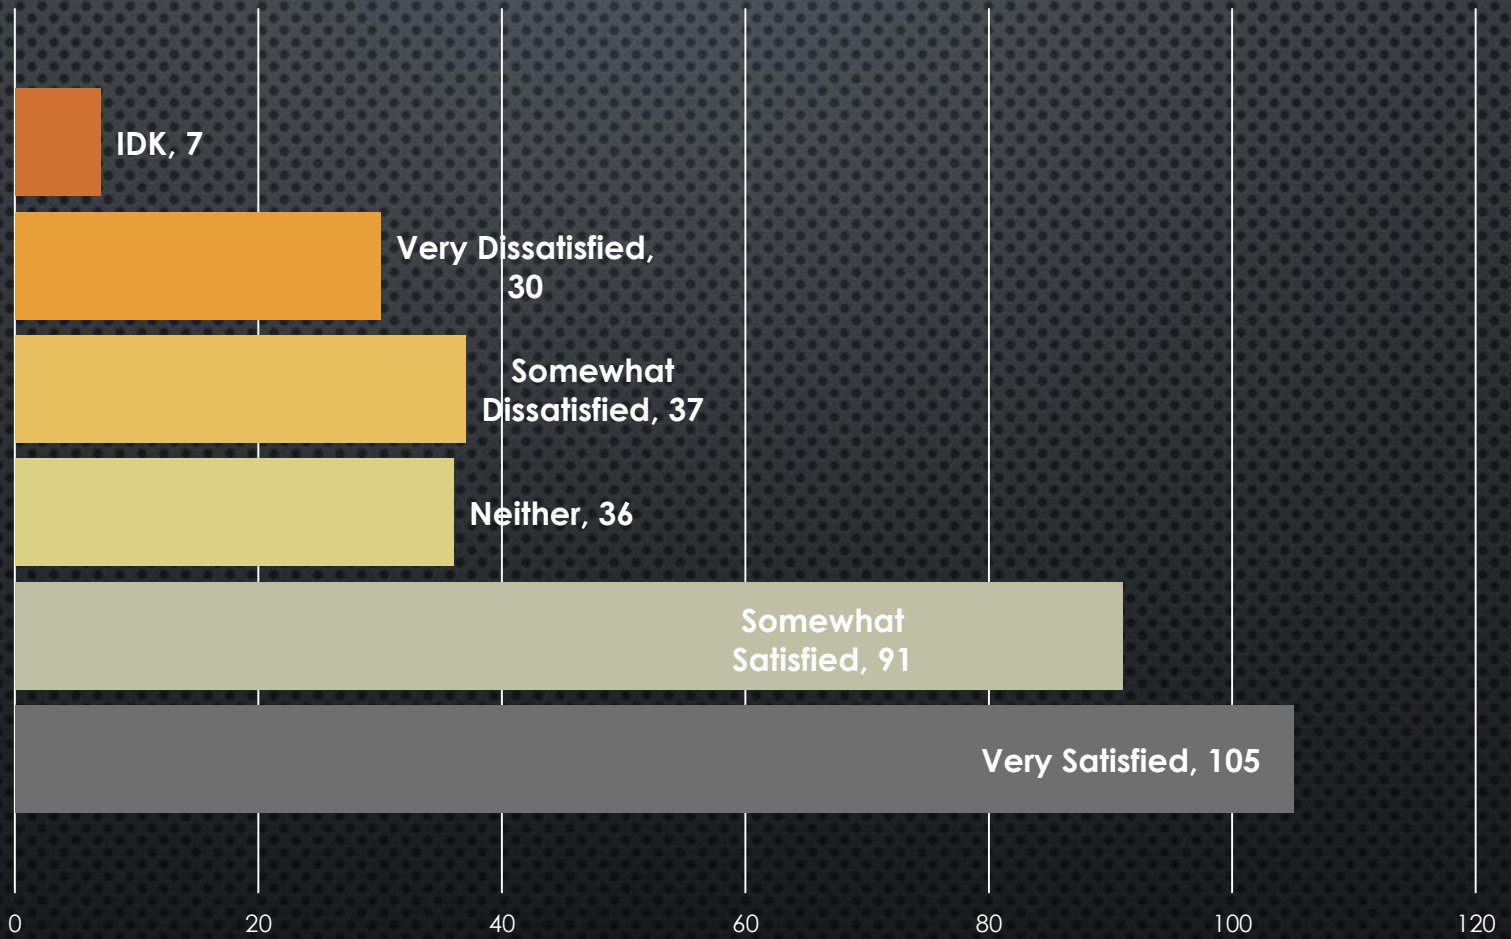 IDK, 7
Very Dissatisfied,
30
Somewhat
Dissatisfied, 37
Neither, 36
Somewhat
Satisfied, 91
Very Satisfied, 105
0 20 40 60 80 100 120